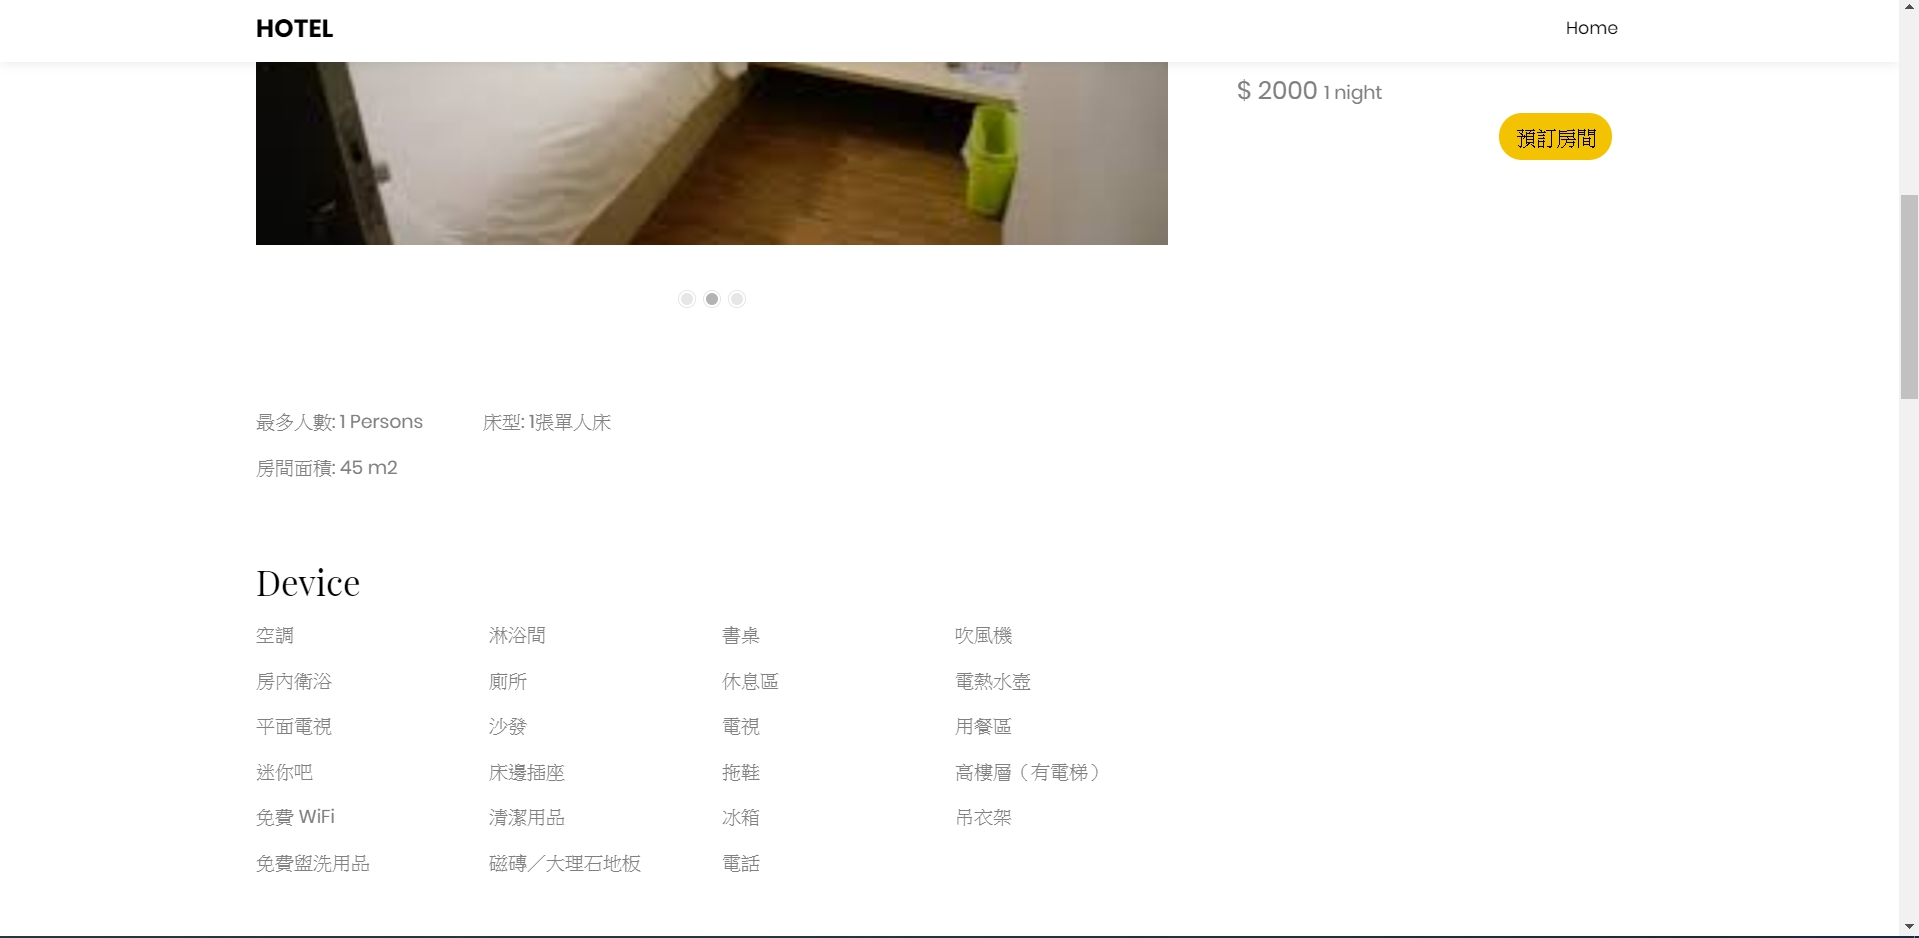 HOTEL
Home
$ 2000 1 night
預訂房間
最多人數: 1 Persons
床型: 1張單人床
房間面積: 45 m2
Device
空調
淋浴間
書桌
吹風機
房內衛浴
廁所
休息區
電熱水壺
平面電視
沙發
電視
用餐區
迷你吧
床邊插座
拖鞋
高樓層（有電梯）
免費 WiFi
清潔用品
冰箱
吊衣架
免費盥洗用品
磁磚／大理石地板
電話